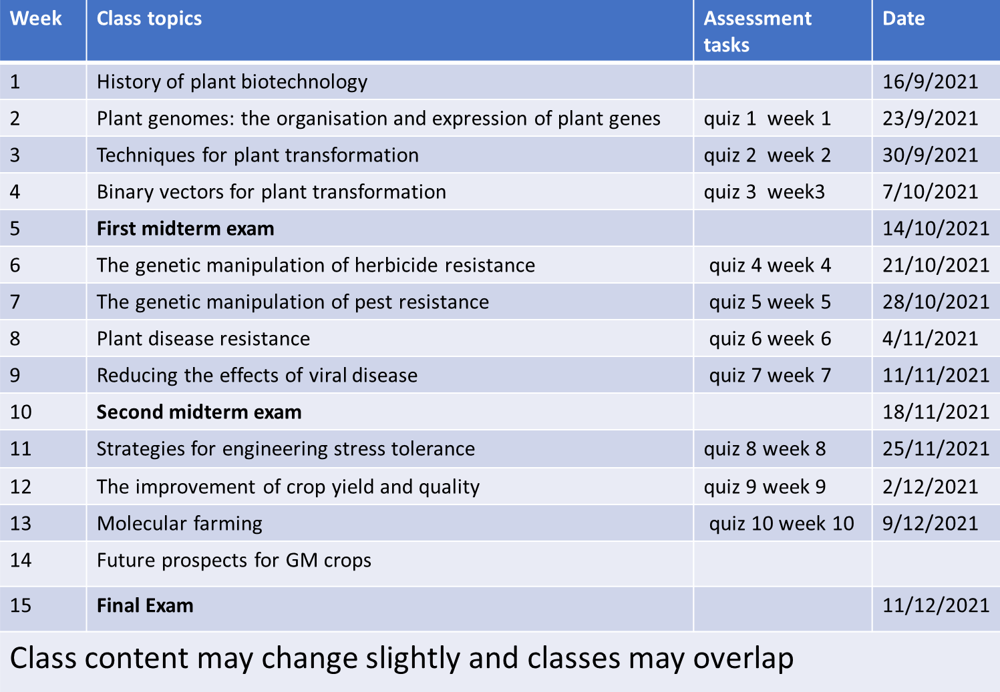 Week Class topics Assessment tasks Date
1 History of plant biotechnology 16/9/2021
2 Plant genomes: the organisation and expression of plant genes quiz 1  week 1 23/9/2021
3 Techniques for plant transformation quiz 2  week 2 30/9/2021
4 Binary vectors for plant transformation quiz 3  week3 7/10/2021
5 First midterm exam 14/10/2021
6 The genetic manipulation of herbicide resistance quiz 4 week 4 21/10/2021
7 The genetic manipulation of pest resistance quiz 5 week 5 28/10/2021
8 Plant disease resistance quiz 6 week 6 4/11/2021
9 Reducing the effects of viral disease quiz 7 week 7 11/11/2021
10 Second midterm exam 18/11/2021
11 Strategies for engineering stress tolerance quiz 8 week 8 25/11/2021
12 The improvement of crop yield and quality quiz 9 week 9 2/12/2021
13 Molecular farming quiz 10 week 10 9/12/2021
14 Future prospects for GM crops
15 Final Exam 11/12/2021
Class content may change slightly and classes may overlap